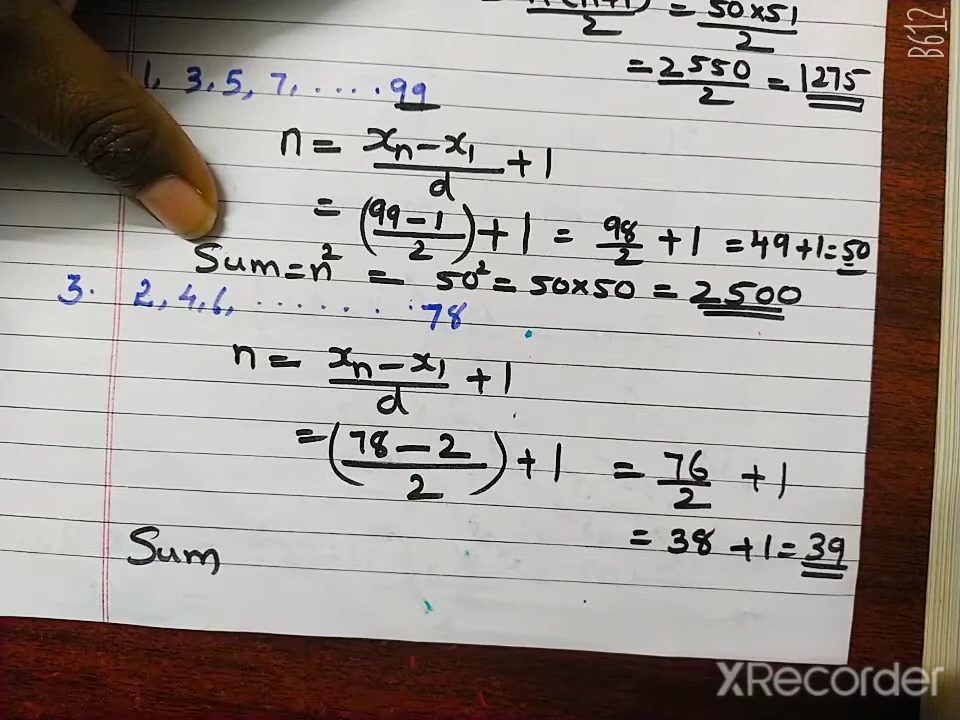 = n(n+1)/2 = 50×51/2
= 2550/2 = 1275
1, 3, 5, 7, ..... 99
n = xn − x1/d + 1
= (99 − 1/2) + 1 = 98/2 + 1 = 49 + 1 = 50
Sum = n² = 50² = 50×50 = 2500
3. 2, 4, 6, ....... 78
n = xn − x1/d + 1
= (78 − 2/2) + 1 = 76/2 + 1
= 38 + 1 = 39
Sum
B612
XRecorder